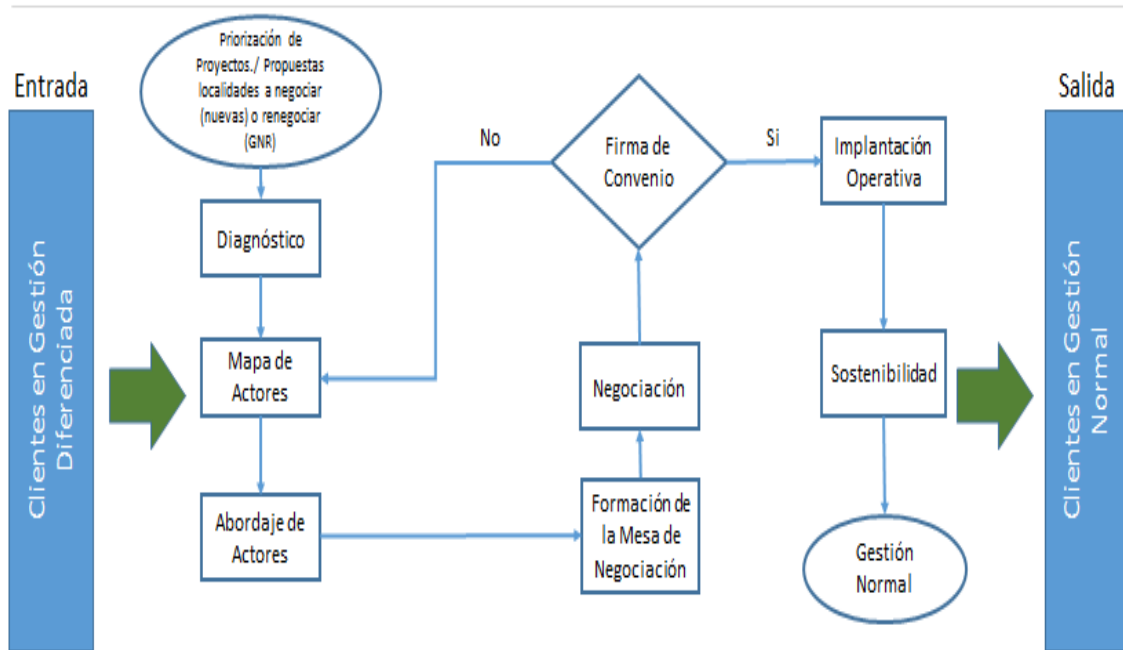 Entrada
Clientes en Gestión
Diferenciada
Priorización de
Proyectos./ Propuestas
localidades a negociar
(nuevas) o renegociar
(GNR)
Diagnóstico
Mapa de
Actores
Abordaje de
Actores
Formación de
la Mesa de
Negociación
Negociación
Firma de
Convenio
No
Si
Implantación
Operativa
Sostenibilidad
Gestión
Normal
Salida
Clientes en Gestión
Normal